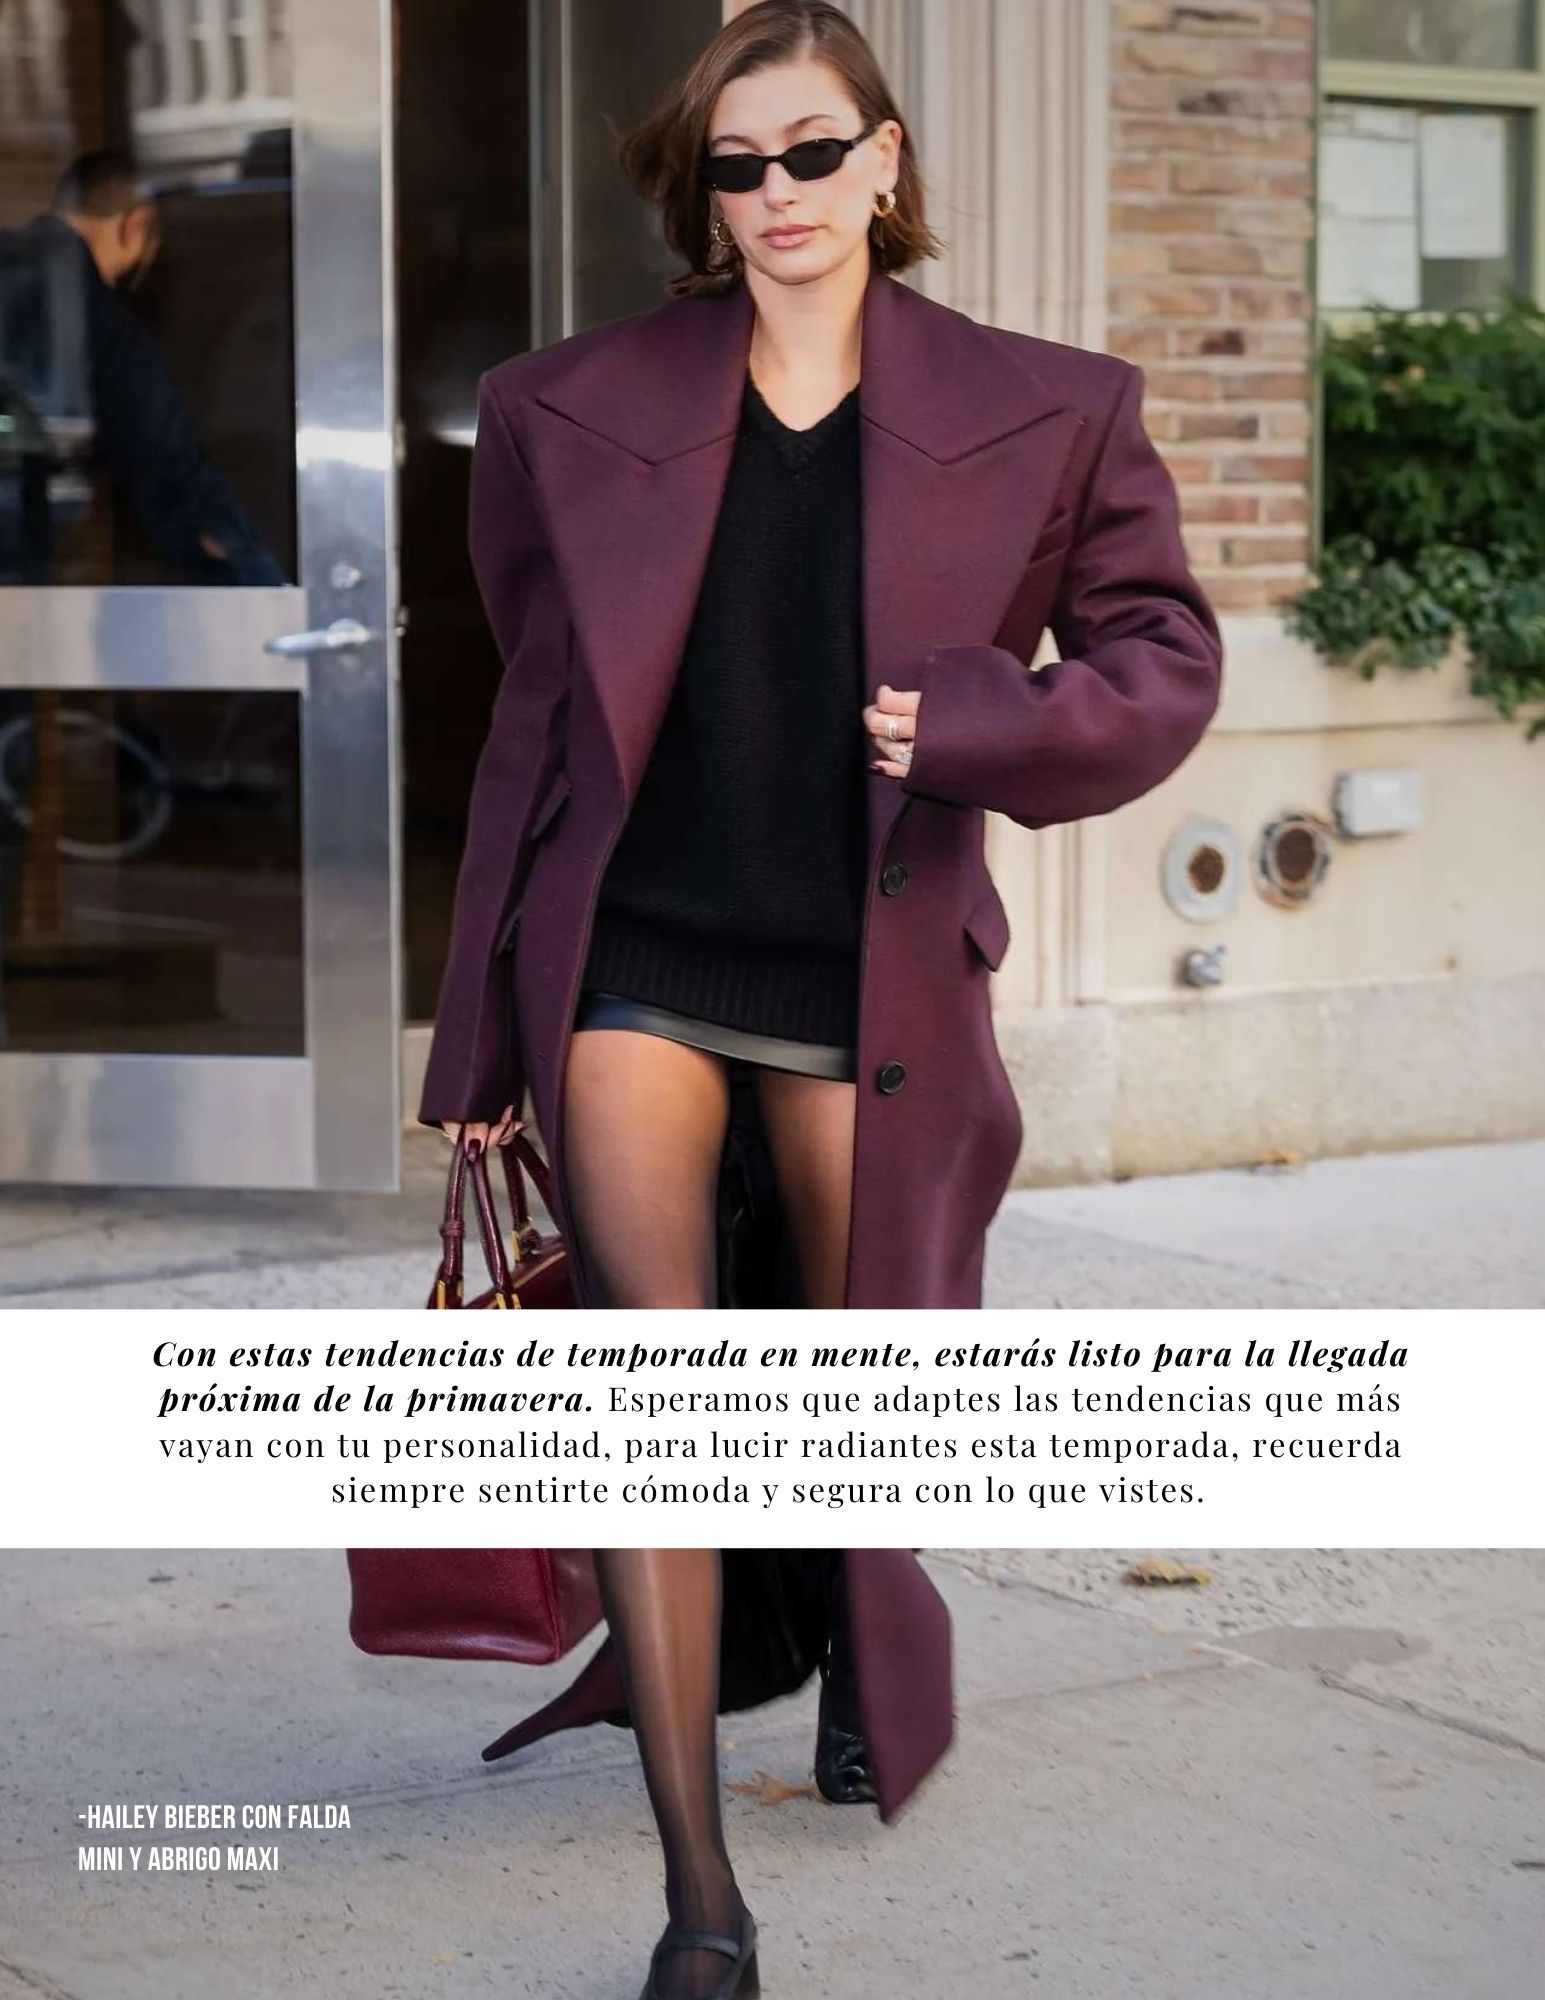 Con estas tendencias de temporada en mente, estarás listo para la llegada
próxima de la primavera. Esperamos que adaptes las tendencias que más
vayan con tu personalidad, para lucir radiantes esta temporada, recuerda
siempre sentirte cómoda y segura con lo que vistes.
-HAILEY BIEBER CON FALDA
MINI Y ABRIGO MAXI